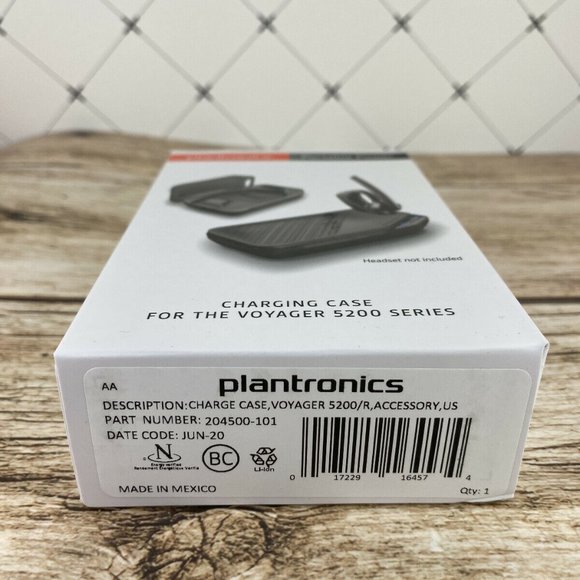 Headset not included
CHARGING CASE
FOR THE VOYAGER 5200 SERIES
AA
plantronics
DESCRIPTION:CHARGE CASE,VOYAGER 5200/R,ACCESSORY,US
PART NUMBER: 204500-101
DATE CODE: JUN-20
N
Energy verified
BC
Li-ion
0 17229 16457 4
MADE IN MEXICO
Qty: 1